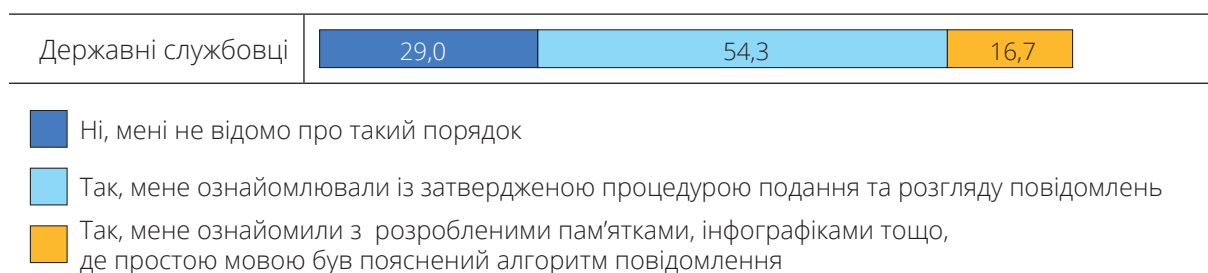 Державні службовці 29,0 54,3 16,7
Ні, мені не відомо про такий порядок
Так, мене ознайомлювали із затвердженою процедурою подання та розгляду повідомлень
Так, мене ознайомили з розробленими пам’ятками, інфографіками тощо,
де простою мовою був пояснений алгоритм повідомлення